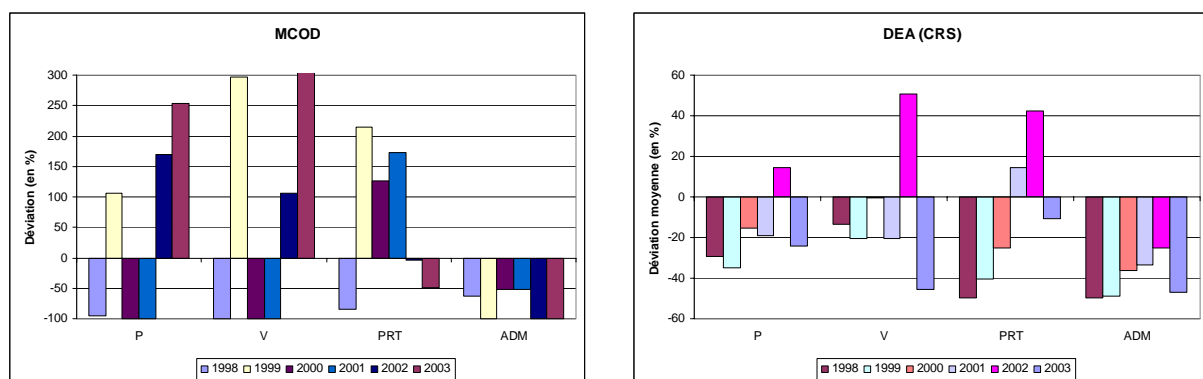 MCOD
Déviation (en %)
300
250
200
150
100
50
0
-50
-100
P V PRT ADM
1998 1999 2000 2001 2002 2003
DEA (CRS)
Déviation moyenne (en %)
60
40
20
0
-20
-40
-60
P V PRT ADM
1998 1999 2000 2001 2002 2003